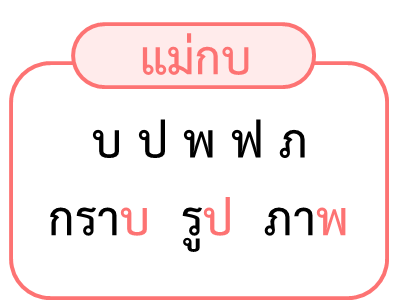 แม่กบ
บ ป พ ฟ ภ
กราบ รูป ภาพ